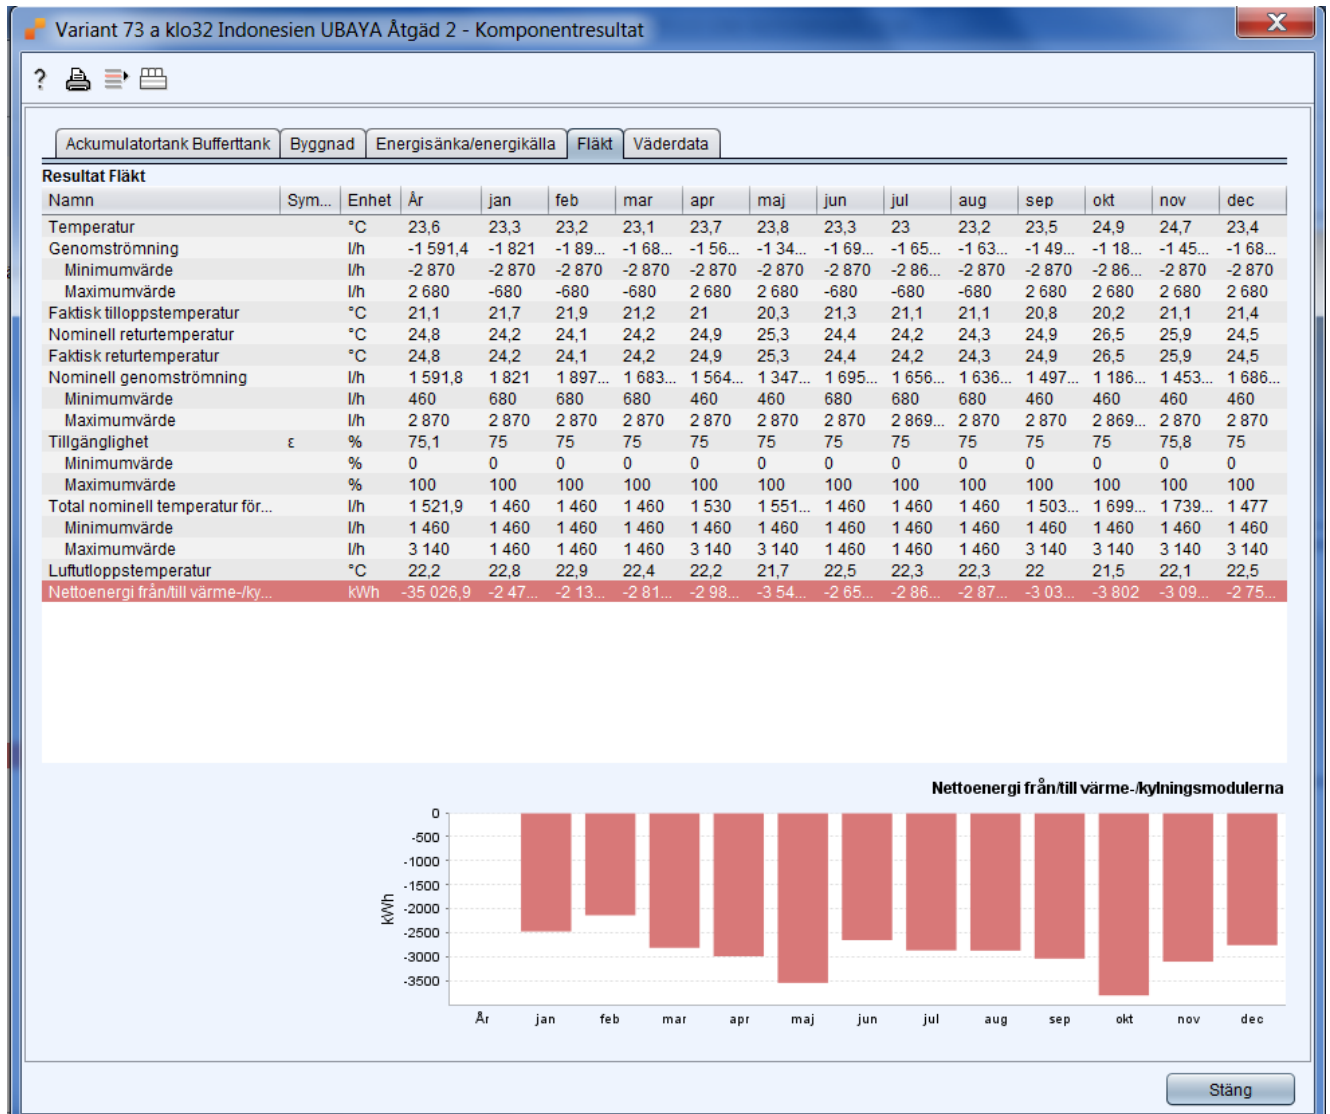 Variant 73 a klo32 Indonesien UBAYA Åtgäd 2 - Komponentresultat
?
Ackumulatortank Bufferttank Byggnad Energisänka/energikälla Fläkt Väderdata
Resultat Fläkt
Namn Sym... Enhet År jan feb mar apr maj jun jul aug sep okt nov dec
Temperatur °C 23,6 23,3 23,2 23,1 23,7 23,8 23,3 23 23,2 23,5 24,9 24,7 23,4
Genomströmning l/h -1 591,4 -1 821 -1 89... -1 68... -1 56... -1 34... -1 69... -1 65... -1 63... -1 49... -1 18... -1 45... -1 68...
Minimumvärde l/h -2 870 -2 870 -2 870 -2 870 -2 870 -2 870 -2 870 -2 86... -2 870 -2 870 -2 86... -2 870 -2 870
Maximumvärde l/h 2 680 -680 -680 -680 2 680 2 680 -680 -680 -680 2 680 2 680 2 680 2 680
Faktisk tilloppstemperatur °C 21,1 21,7 21,9 21,2 21 20,3 21,3 21,1 21,1 20,8 20,2 21,1 21,4
Nominell returtemperatur °C 24,8 24,2 24,1 24,2 24,9 25,3 24,4 24,2 24,3 24,9 26,5 25,9 24,5
Faktisk returtemperatur °C 24,8 24,2 24,1 24,2 24,9 25,3 24,4 24,2 24,3 24,9 26,5 25,9 24,5
Nominell genomströmning l/h 1 591,8 1 821 1 897... 1 683... 1 564... 1 347... 1 695... 1 656... 1 636... 1 497... 1 186... 1 453... 1 686...
Minimumvärde l/h 460 680 680 680 460 460 680 680 680 460 460 460 460
Maximumvärde l/h 2 870 2 870 2 870 2 870 2 870 2 870 2 870 2 869... 2 870 2 870 2 869... 2 870 2 870
Tillgänglighet ε % 75,1 75 75 75 75 75 75 75 75 75 75 75,8 75
Minimumvärde % 0 0 0 0 0 0 0 0 0 0 0 0 0
Maximumvärde % 100 100 100 100 100 100 100 100 100 100 100 100 100
Total nominell temperatur för... l/h 1 521,9 1 460 1 460 1 460 1 530 1 551... 1 460 1 460 1 460 1 503... 1 699... 1 739... 1 477
Minimumvärde l/h 1 460 1 460 1 460 1 460 1 460 1 460 1 460 1 460 1 460 1 460 1 460 1 460 1 460
Maximumvärde l/h 3 140 1 460 1 460 1 460 3 140 3 140 1 460 1 460 1 460 3 140 3 140 3 140 3 140
Luftutloppstemperatur °C 22,2 22,8 22,9 22,4 22,2 21,7 22,5 22,3 22,3 22 21,5 22,1 22,5
Nettoenergi från/till värme-/ky... kWh -35 026,9 -2 47... -2 13... -2 81... -2 98... -3 54... -2 65... -2 86... -2 87... -3 03... -3 802 -3 09... -2 75...
Nettoenergi från/till värme-/kylningsmodulerna
0
-500
-1000
-1500
-2000
-2500
-3000
-3500
kWh
År jan feb mar apr maj jun jul aug sep okt nov dec
Stäng